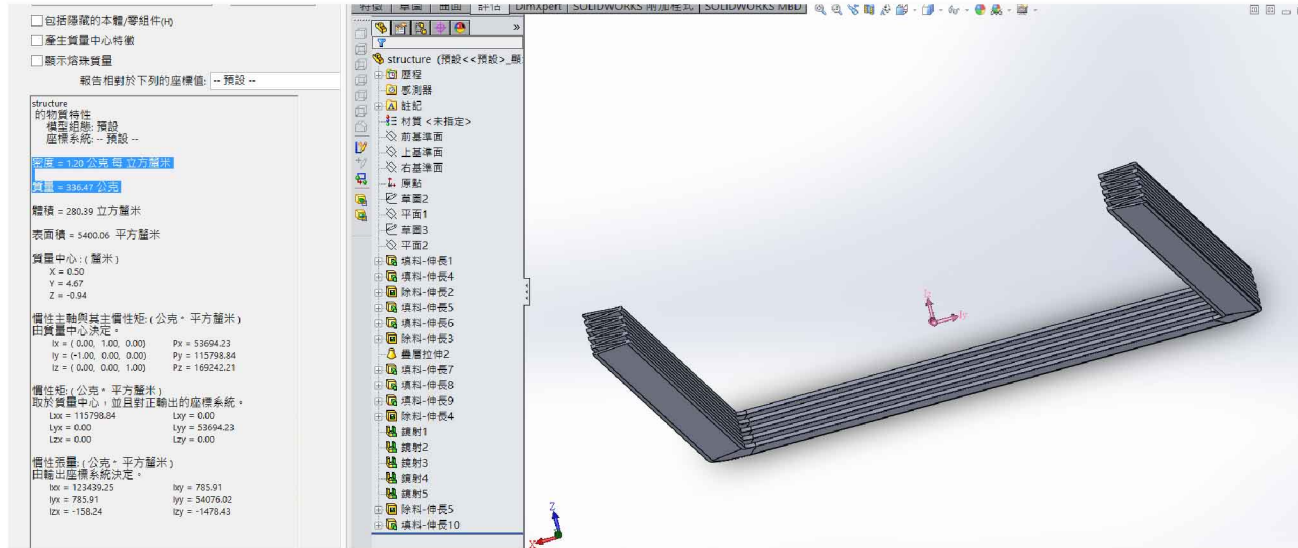 包括隱藏的本體/零組件(H)
產生質量中心特徵
顯示熔珠質量
報告相對於下列的座標值: -- 預設 --
structure
的物質特性
模型組態: 預設
座標系統: -- 預設 --
密度 = 1.20 公克 每 立方釐米
質量 = 336.47 公克
體積 = 280.39 立方釐米
表面積 = 5400.06 平方釐米
質量中心 : ( 釐米 )
X = 0.50
Y = 4.67
Z = -0.94
慣性主軸與其主慣性矩: ( 公克 * 平方釐米 )
由質量中心決定。
Ix = ( 0.00, 1.00, 0.00) Px = 53694.23
Iy = (-1.00, 0.00, 0.00) Py = 115798.84
Iz = ( 0.00, 0.00, 1.00) Pz = 169242.21
慣性矩: ( 公克 * 平方釐米 )
取於質量中心，並且對正輸出的座標系統。
Lxx = 115798.84 Lxy = 0.00
Lyx = 0.00 Lyy = 53694.23
Lzx = 0.00 Lzy = 0.00
慣性張量: ( 公克 * 平方釐米 )
由輸出座標系統決定。
Ixx = 123439.25 Ixy = 785.91
Iyx = 785.91 Iyy = 54076.02
Izx = -158.24 Izy = -1478.43
特徵 草圖 曲面 評估 DimXpert SOLIDWORKS 附加程式 SOLIDWORKS MBD
structure (預設<<預設>_顯
歷程
感測器
註記
材質 <未指定>
前基準面
上基準面
右基準面
原點
草圖2
平面1
草圖3
平面2
填料-伸長1
填料-伸長4
除料-伸長2
填料-伸長5
填料-伸長6
除料-伸長3
疊層拉伸2
填料-伸長7
填料-伸長8
填料-伸長9
除料-伸長4
鏡射1
鏡射2
鏡射3
鏡射4
鏡射5
除料-伸長5
填料-伸長10
Iz
Iy
Z
X